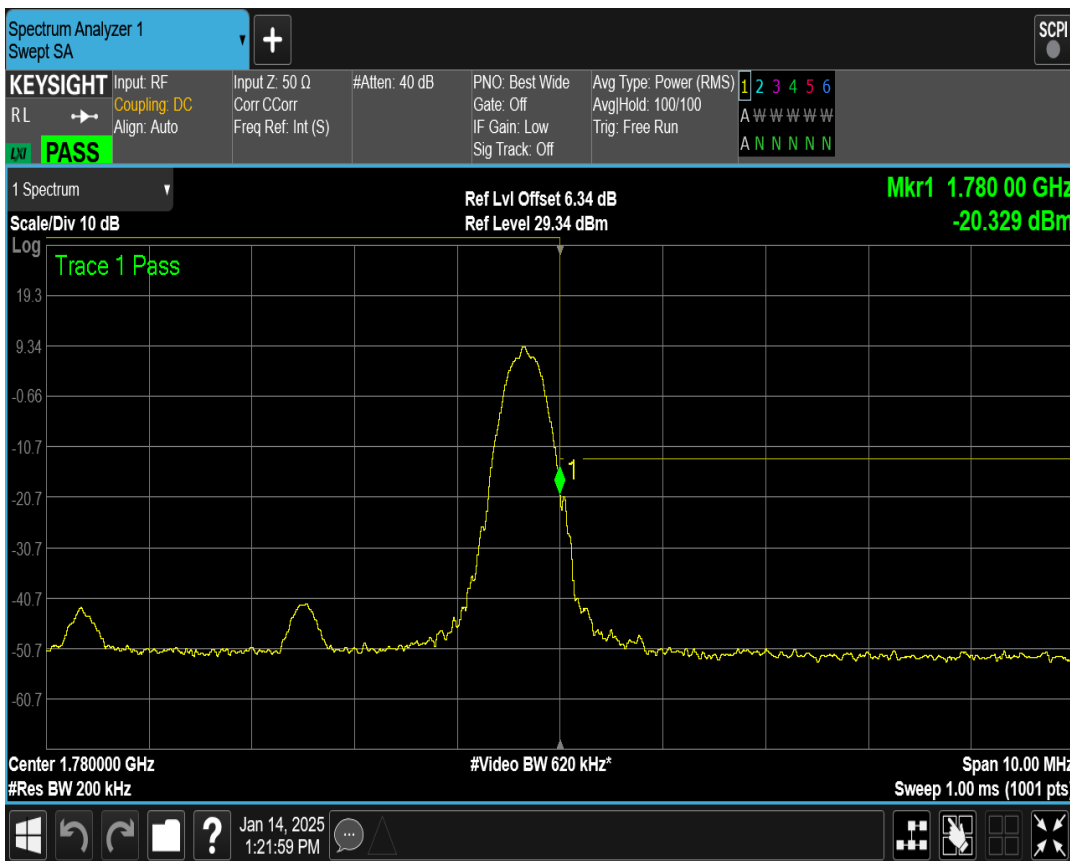 Spectrum Analyzer 1
Swept SA
+
SCPI
KEYSIGHT
RL
LXI PASS
Input: RF
Coupling: DC
Align: Auto
Input Z: 50 Ω
Corr CCorr
Freq Ref: Int (S)
#Atten: 40 dB
PNO: Best Wide
Gate: Off
IF Gain: Low
Sig Track: Off
Avg Type: Power (RMS)
Avg|Hold: 100/100
Trig: Free Run
1 2 3 4 5 6
A W W W W W
A N N N N N
1 Spectrum
Scale/Div 10 dB
Ref Lvl Offset 6.34 dB
Ref Level 29.34 dBm
Mkr1 1.780 00 GHz
-20.329 dBm
Log
Trace 1 Pass
19.3
9.34
-0.66
-10.7
1
-20.7
-30.7
-40.7
-50.7
-60.7
Center 1.780000 GHz
#Res BW 200 kHz
#Video BW 620 kHz*
Span 10.00 MHz
Sweep 1.00 ms (1001 pts)
?
Jan 14, 2025
1:21:59 PM